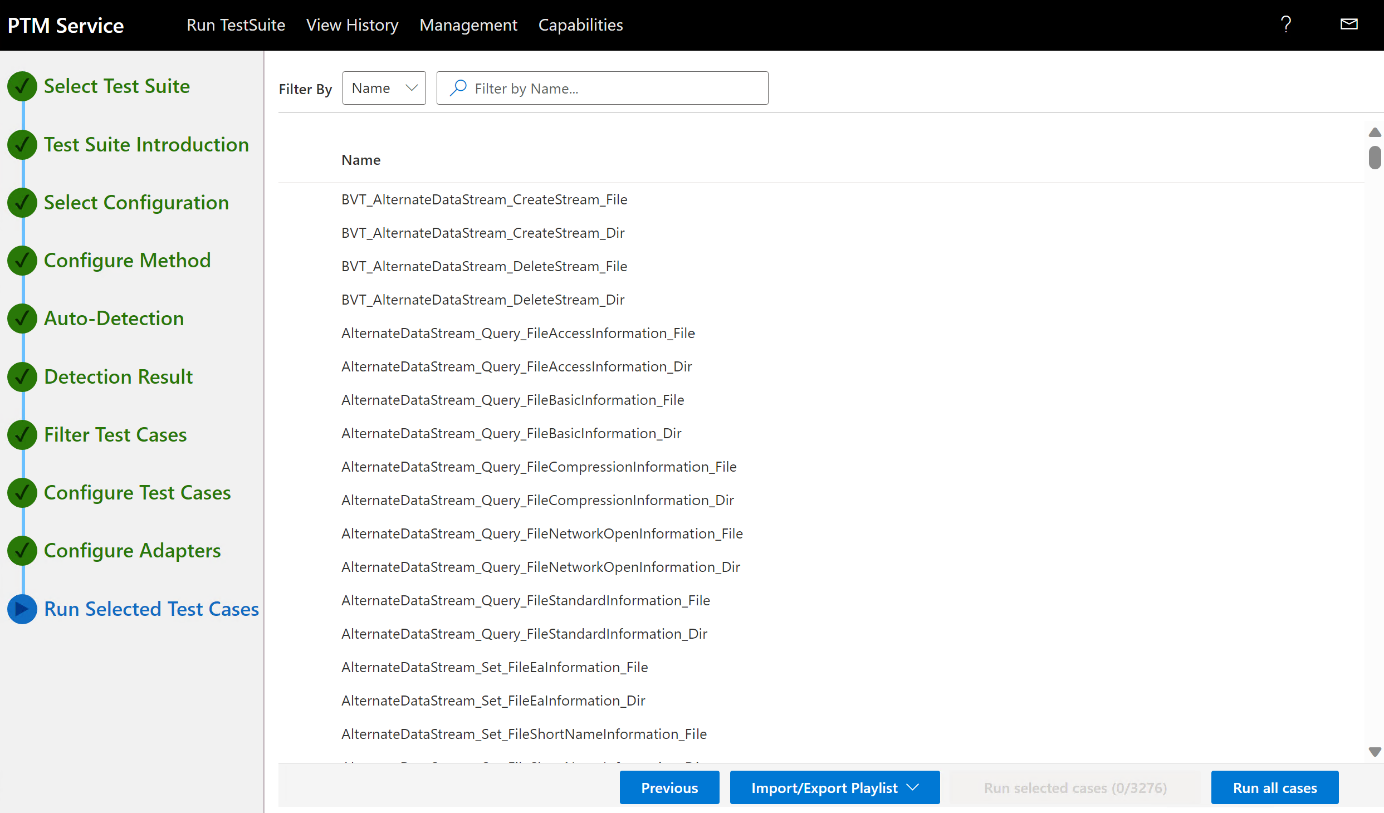 PTM Service Run TestSuite View History Management Capabilities ?
Select Test Suite
Test Suite Introduction
Select Configuration
Configure Method
Auto-Detection
Detection Result
Filter Test Cases
Configure Test Cases
Configure Adapters
Run Selected Test Cases
Filter By Name Filter by Name...
Name
BVT_AlternateDataStream_CreateStream_File
BVT_AlternateDataStream_CreateStream_Dir
BVT_AlternateDataStream_DeleteStream_File
BVT_AlternateDataStream_DeleteStream_Dir
AlternateDataStream_Query_FileAccessInformation_File
AlternateDataStream_Query_FileAccessInformation_Dir
AlternateDataStream_Query_FileBasicInformation_File
AlternateDataStream_Query_FileBasicInformation_Dir
AlternateDataStream_Query_FileCompressionInformation_File
AlternateDataStream_Query_FileCompressionInformation_Dir
AlternateDataStream_Query_FileNetworkOpenInformation_File
AlternateDataStream_Query_FileNetworkOpenInformation_Dir
AlternateDataStream_Query_FileStandardInformation_File
AlternateDataStream_Query_FileStandardInformation_Dir
AlternateDataStream_Set_FileEaInformation_File
AlternateDataStream_Set_FileEaInformation_Dir
AlternateDataStream_Set_FileShortNameInformation_File
Previous Import/Export Playlist Run selected cases (0/3276) Run all cases